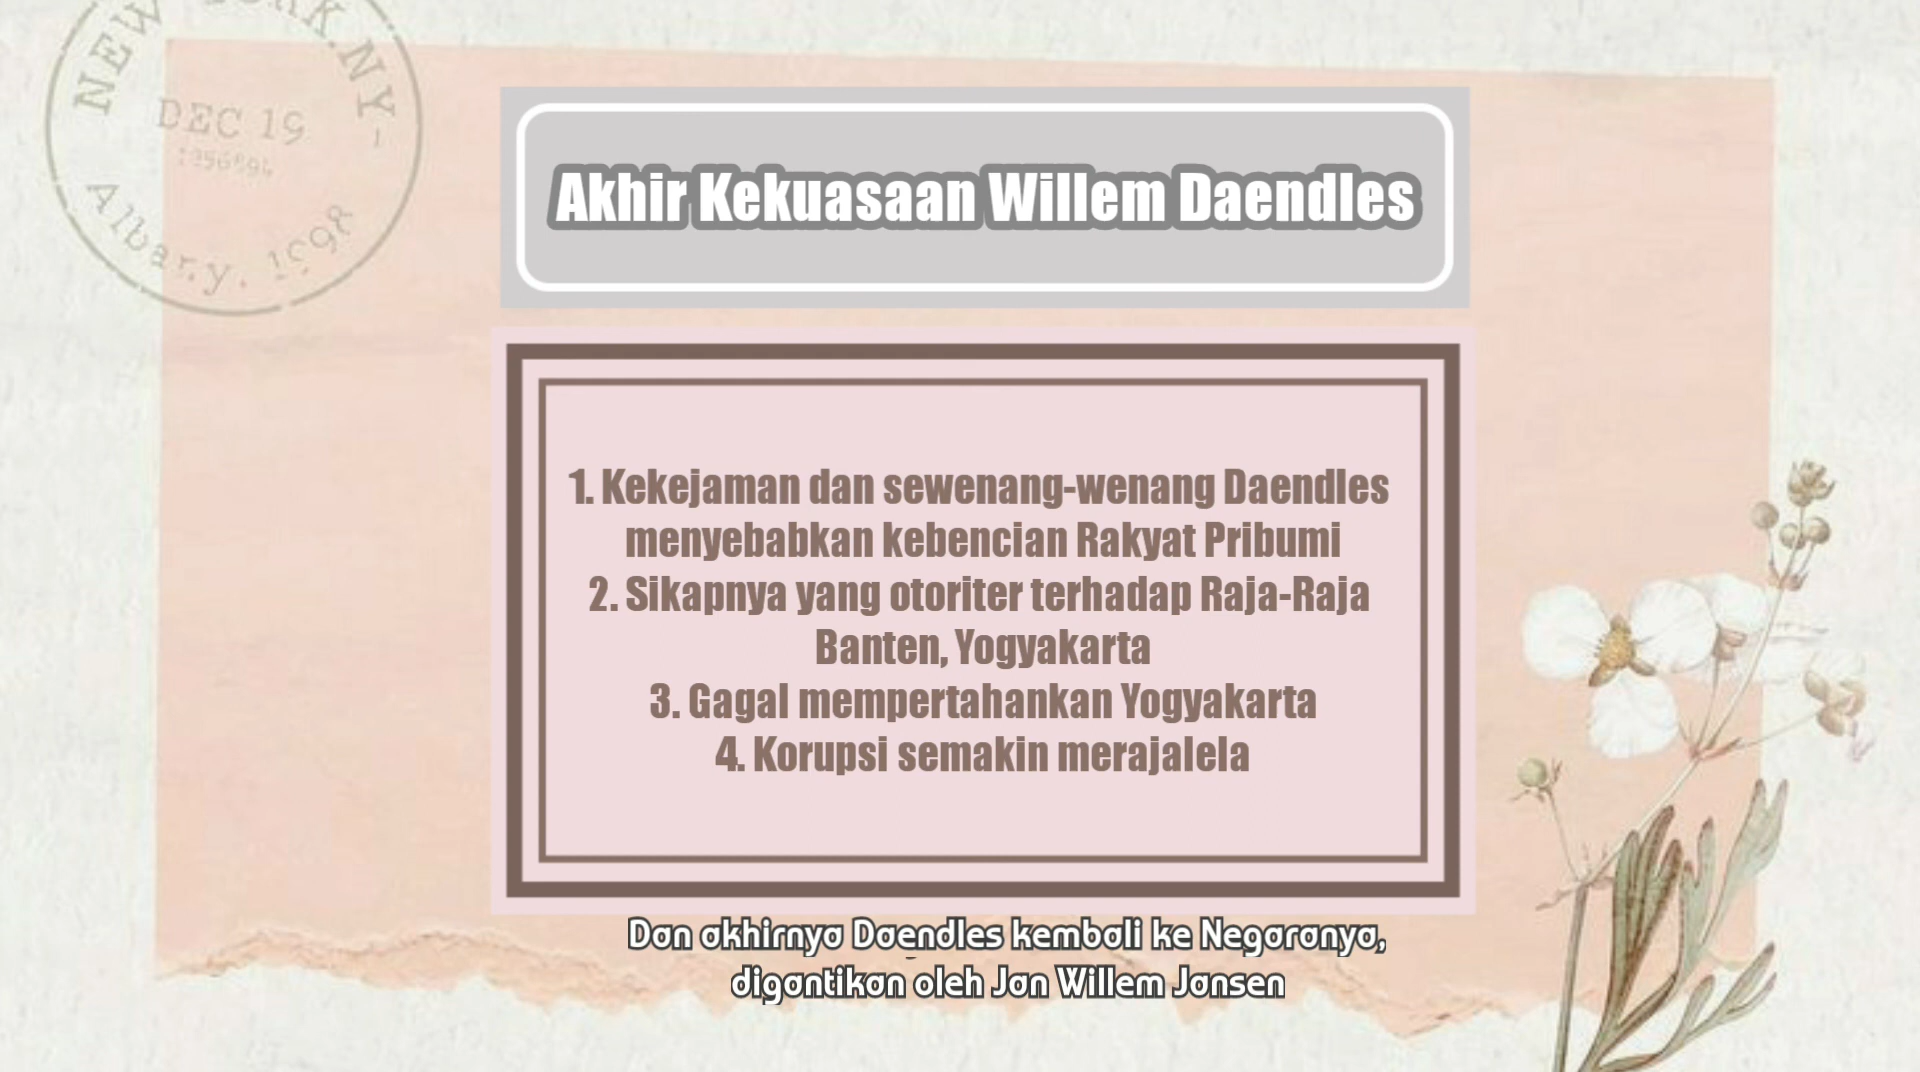 NEW YORK.NY-
DEC 19
Albany, 1898
Akhir Kekuasaan Willem Daendles
1. Kekejaman dan sewenang-wenang Daendles
menyebabkan kebencian Rakyat Pribumi
2. Sikapnya yang otoriter terhadap Raja-Raja
Banten, Yogyakarta
3. Gagal mempertahankan Yogyakarta
4. Korupsi semakin merajalela
Dan akhirnya Daendles kembali ke Negaranya,
digantikan oleh Jan Willem Jansen